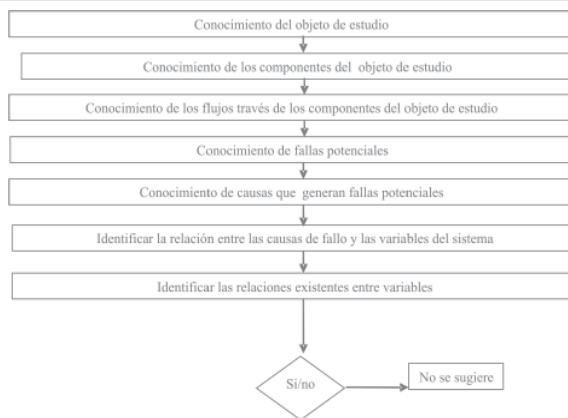 Conocimiento del objeto de estudio
Conocimiento de los componentes del objeto de estudio
Conocimiento de los flujos través de los componentes del objeto de estudio
Conocimiento de fallas potenciales
Conocimiento de causas que generan fallas potenciales
Identificar la relación entre las causas de fallo y las variables del sistema
Identificar las relaciones existentes entre variables
Si/no
No se sugiere